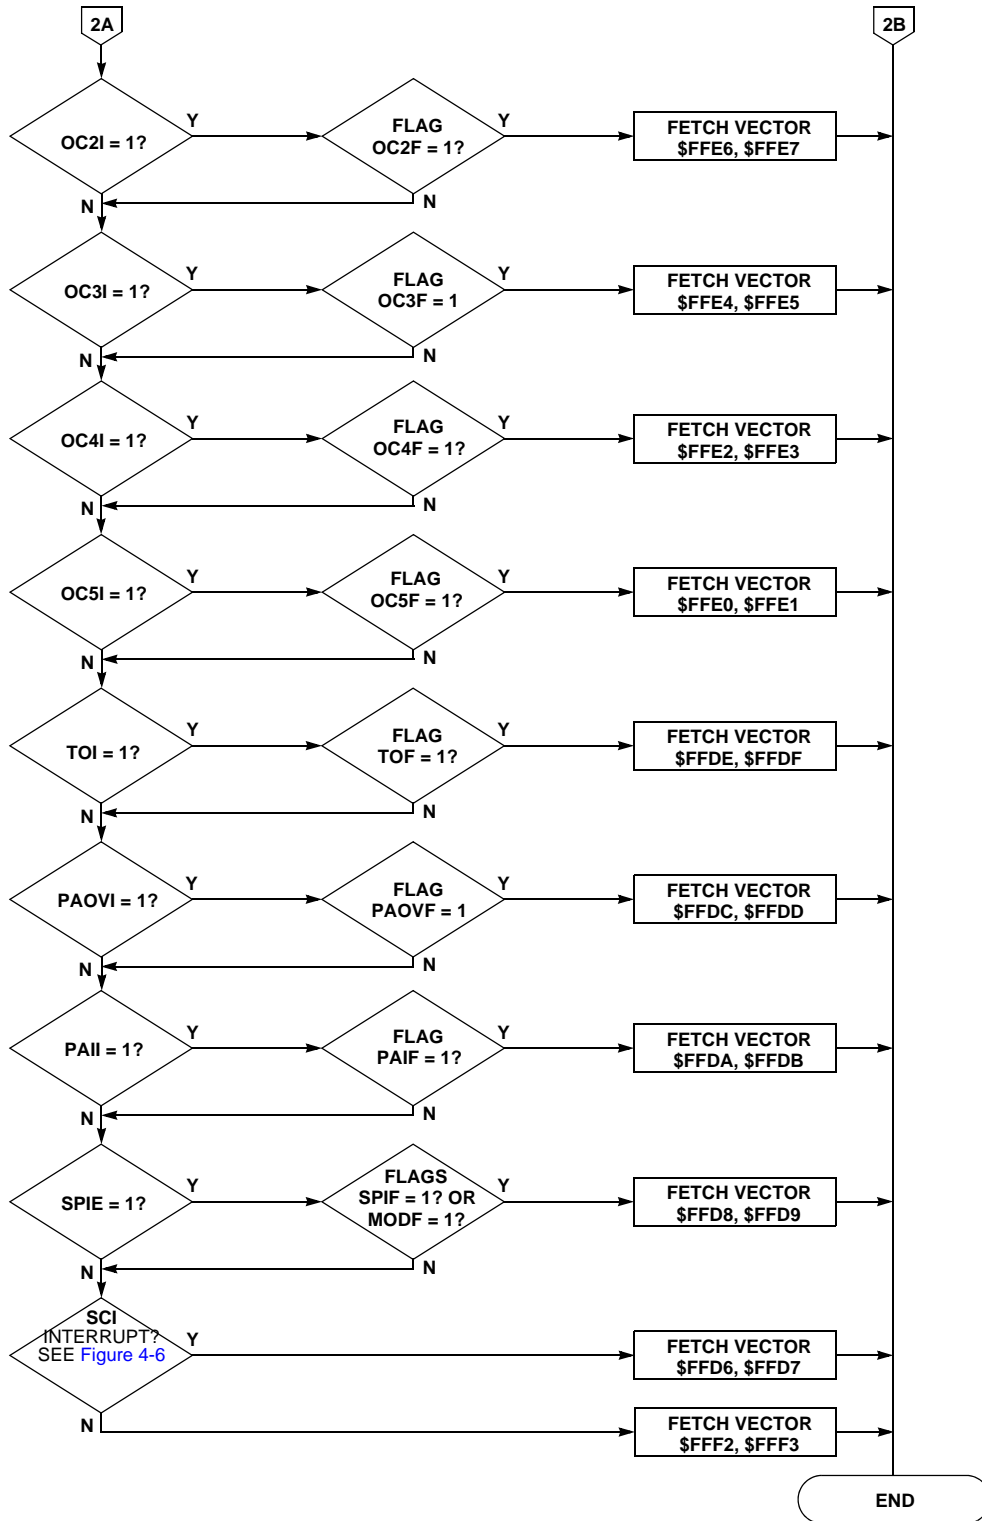 2A
2B
OC2I = 1?
Y
FLAG
OC2F = 1?
Y
FETCH VECTOR
$FFE6, $FFE7
N
N
OC3I = 1?
Y
FLAG
OC3F = 1
Y
FETCH VECTOR
$FFE4, $FFE5
N
N
OC4I = 1?
Y
FLAG
OC4F = 1?
Y
FETCH VECTOR
$FFE2, $FFE3
N
N
OC5I = 1?
Y
FLAG
OC5F = 1?
Y
FETCH VECTOR
$FFE0, $FFE1
N
N
TOI = 1?
Y
FLAG
TOF = 1?
Y
FETCH VECTOR
$FFDE, $FFDF
N
N
PAOVI = 1?
Y
FLAG
PAOVF = 1
Y
FETCH VECTOR
$FFDC, $FFDD
N
N
PAII = 1?
Y
FLAG
PAIF = 1?
Y
FETCH VECTOR
$FFDA, $FFDB
N
N
SPIE = 1?
Y
FLAGS
SPIF = 1? OR
MODF = 1?
Y
FETCH VECTOR
$FFD8, $FFD9
N
N
SCI
INTERRUPT?
SEE Figure 4-6
Y
FETCH VECTOR
$FFD6, $FFD7
N
FETCH VECTOR
$FFF2, $FFF3
END